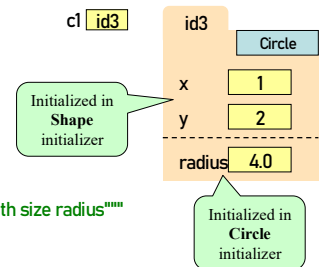 c1 id3
id3
Circle
x 1
y 2
Initialized in
Shape
initializer
radius 4.0
th size radius"""
Initialized in
Circle
initializer